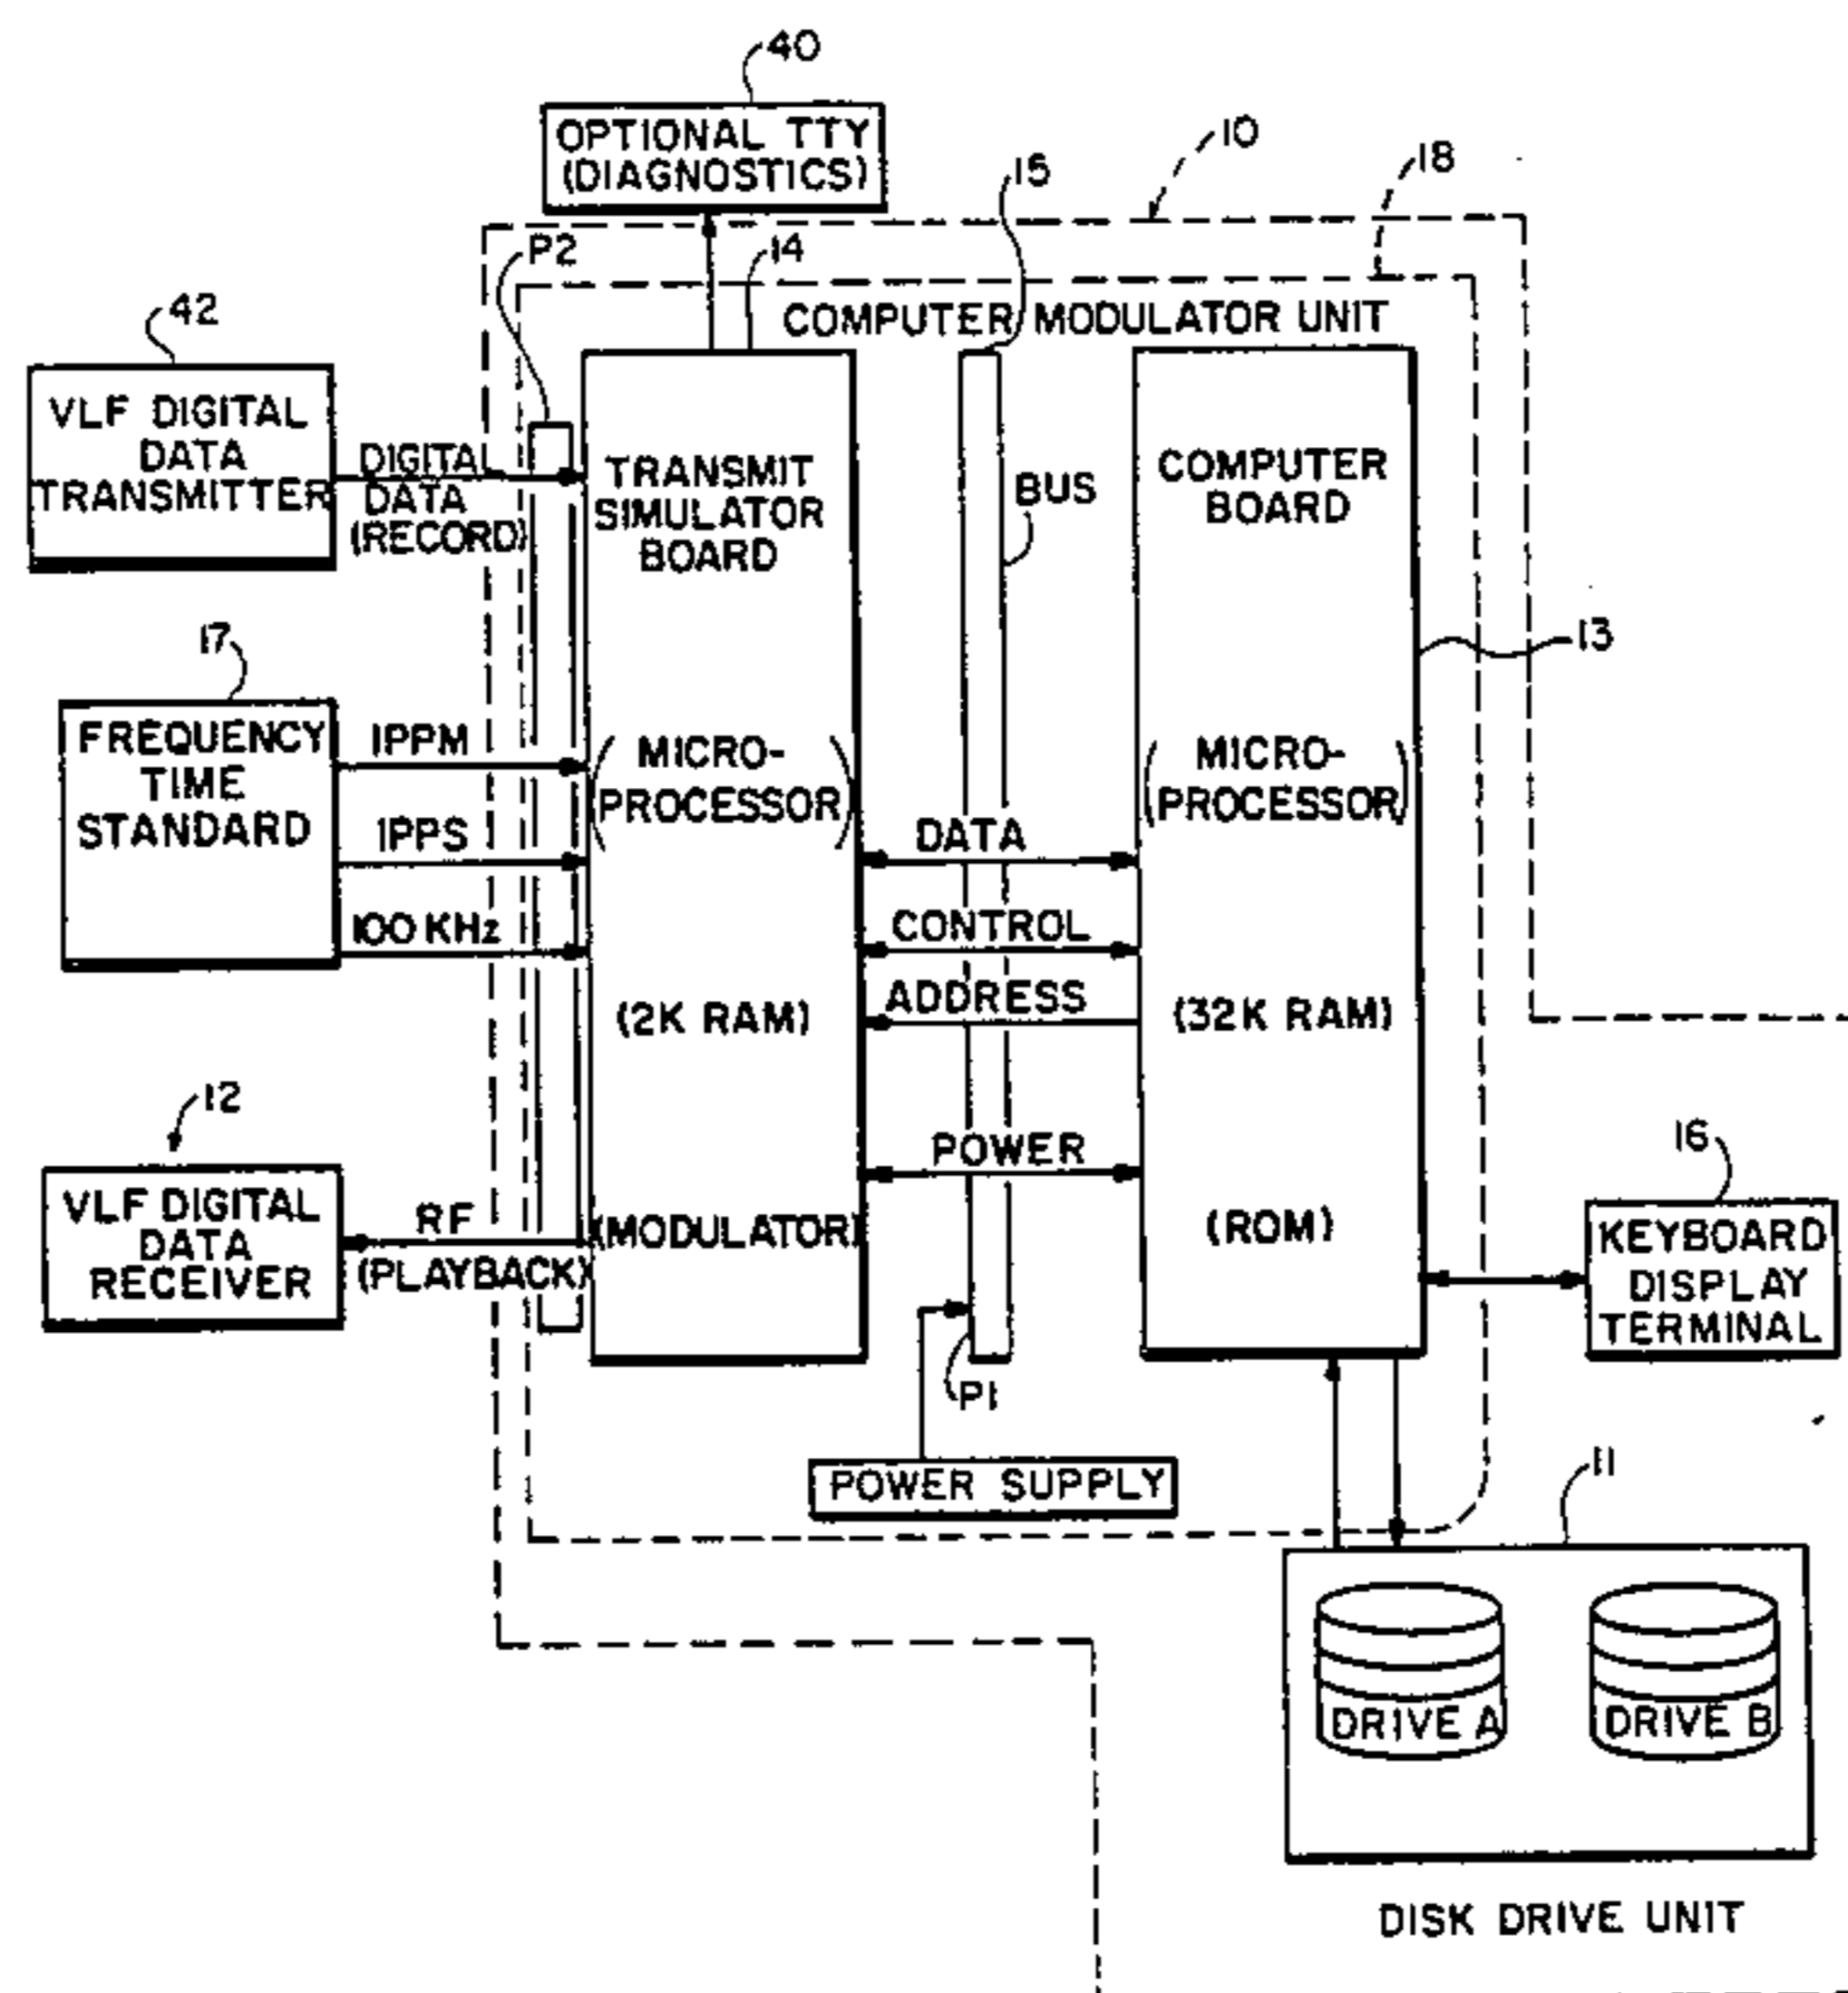 40
OPTIONAL TTY
(DIAGNOSTICS)
10
15
18
P2
14
COMPUTER MODULATOR UNIT
42
VLF DIGITAL
DATA
TRANSMITTER
DIGITAL
DATA
(RECORD)
TRANSMIT
SIMULATOR
BOARD
BUS
COMPUTER
BOARD
13
17
FREQUENCY
TIME
STANDARD
1PPM
1PPS
100 KHz
(MICRO-
PROCESSOR)
(MICRO-
PROCESSOR)
DATA
CONTROL
ADDRESS
(2K RAM)
(32K RAM)
POWER
12
VLF DIGITAL
DATA
RECEIVER
RF
(PLAYBACK)
(MODULATOR)
(ROM)
16
KEYBOARD
DISPLAY
TERMINAL
P1
POWER SUPPLY
11
DRIVE A
DRIVE B
DISK DRIVE UNIT